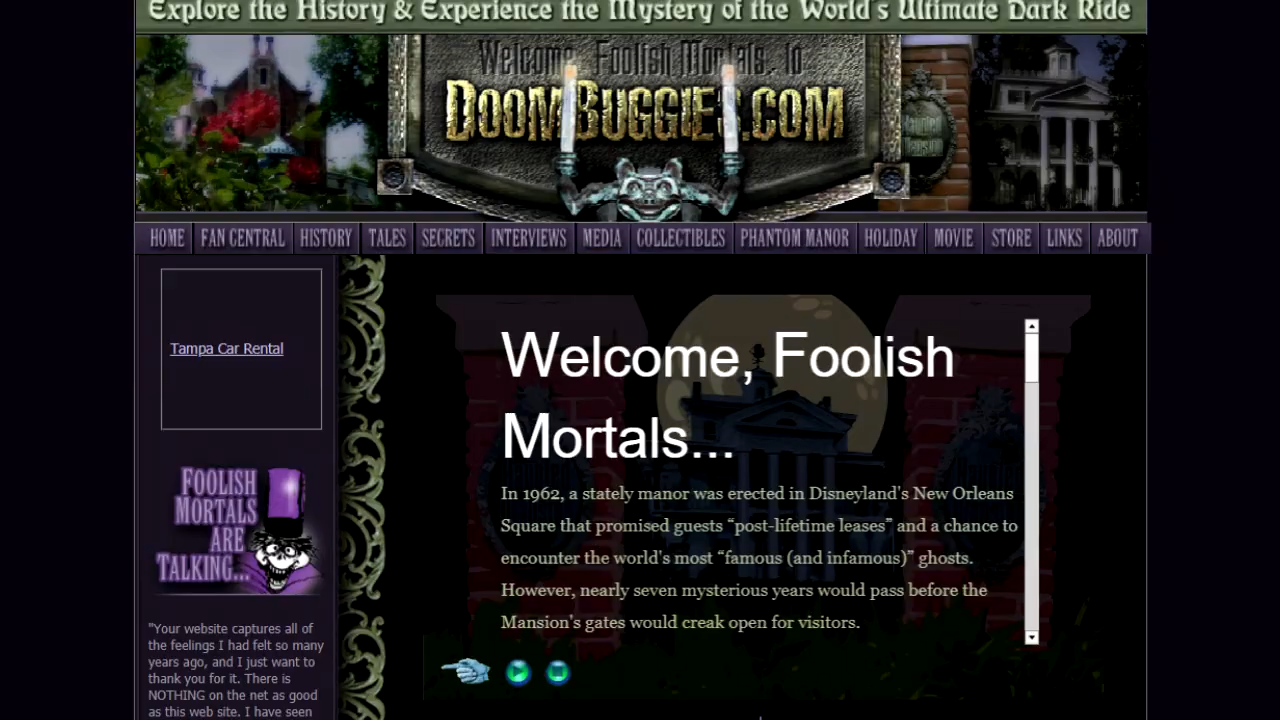 Explore the History & Experience the Mystery of the World's Ultimate Dark Ride
Welcome, Foolish Mortals, to
DOOMBUGGIES.COM
HOME FAN CENTRAL HISTORY TALES SECRETS INTERVIEWS MEDIA COLLECTIBLES PHANTOM MANOR HOLIDAY MOVIE STORE LINKS ABOUT
Tampa Car Rental
FOOLISH
MORTALS
ARE
TALKING...
"Your website captures all of
the feelings I had felt so many
years ago, and I just want to
thank you for it. There is
NOTHING on the net as good
as this web site. I have seen
Welcome, Foolish
Mortals...
In 1962, a stately manor was erected in Disneyland's New Orleans
Square that promised guests “post-lifetime leases” and a chance to
encounter the world's most “famous (and infamous)” ghosts.
However, nearly seven mysterious years would pass before the
Mansion's gates would creak open for visitors.